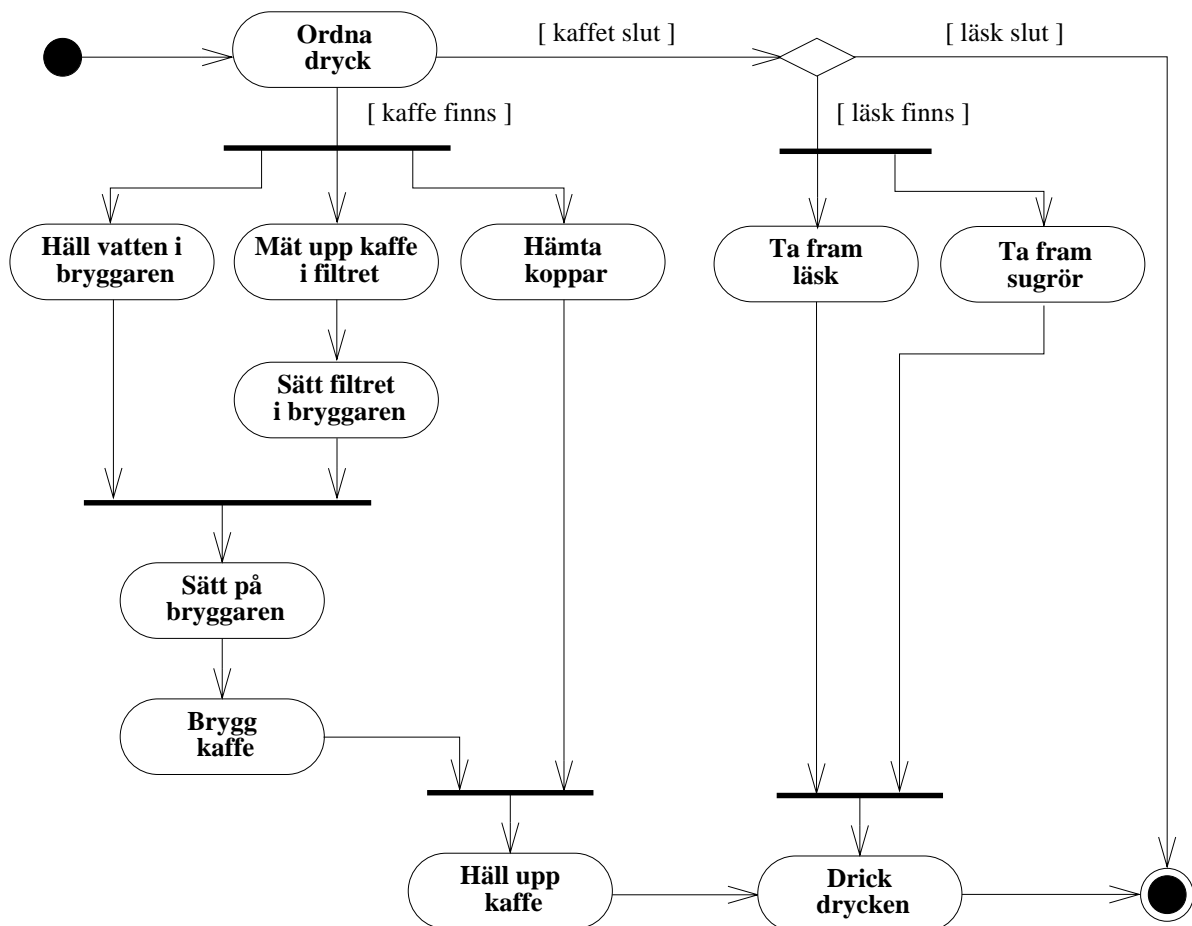 Ordna
dryck
[ kaffet slut ]
[ läsk slut ]
[ kaffe finns ]
[ läsk finns ]
Häll vatten i
bryggaren
Mät upp kaffe
i filtret
Hämta
koppar
Ta fram
läsk
Ta fram
sugrör
Sätt filtret
i bryggaren
Sätt på
bryggaren
Brygg
kaffe
Häll upp
kaffe
Drick
drycken